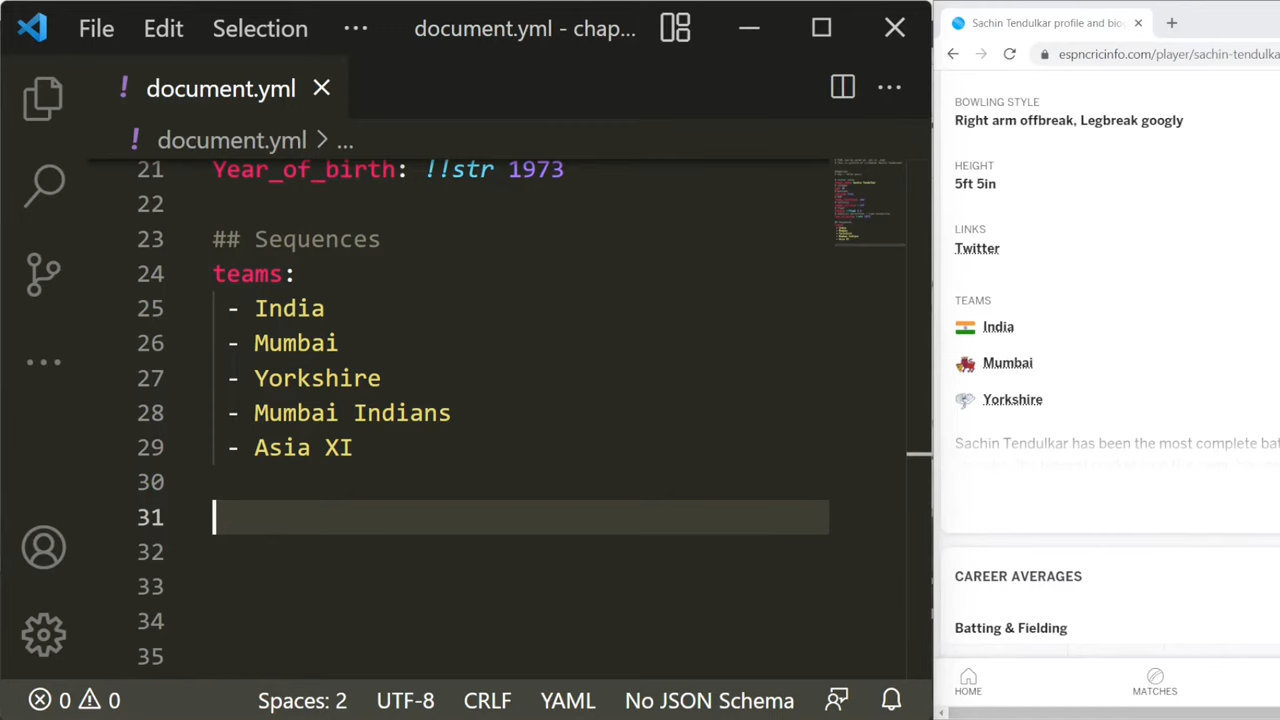 File Edit Selection ··· document.yml - chap...
! document.yml
! document.yml > ...
21 Year_of_birth: !!str 1973
22
23 ## Sequences
24 teams:
25 - India
26 - Mumbai
27 - Yorkshire
28 - Mumbai Indians
29 - Asia XI
30
31
32
33
34
35
0 0 Spaces: 2 UTF-8 CRLF YAML No JSON Schema
Sachin Tendulkar profile and bio
espncricinfo.com/player/sachin-tendulka
BOWLING STYLE
Right arm offbreak, Legbreak googly
HEIGHT
5ft 5in
LINKS
Twitter
TEAMS
India
Mumbai
Yorkshire
Sachin Tendulkar has been the most complete bat
CAREER AVERAGES
Batting & Fielding
HOME MATCHES